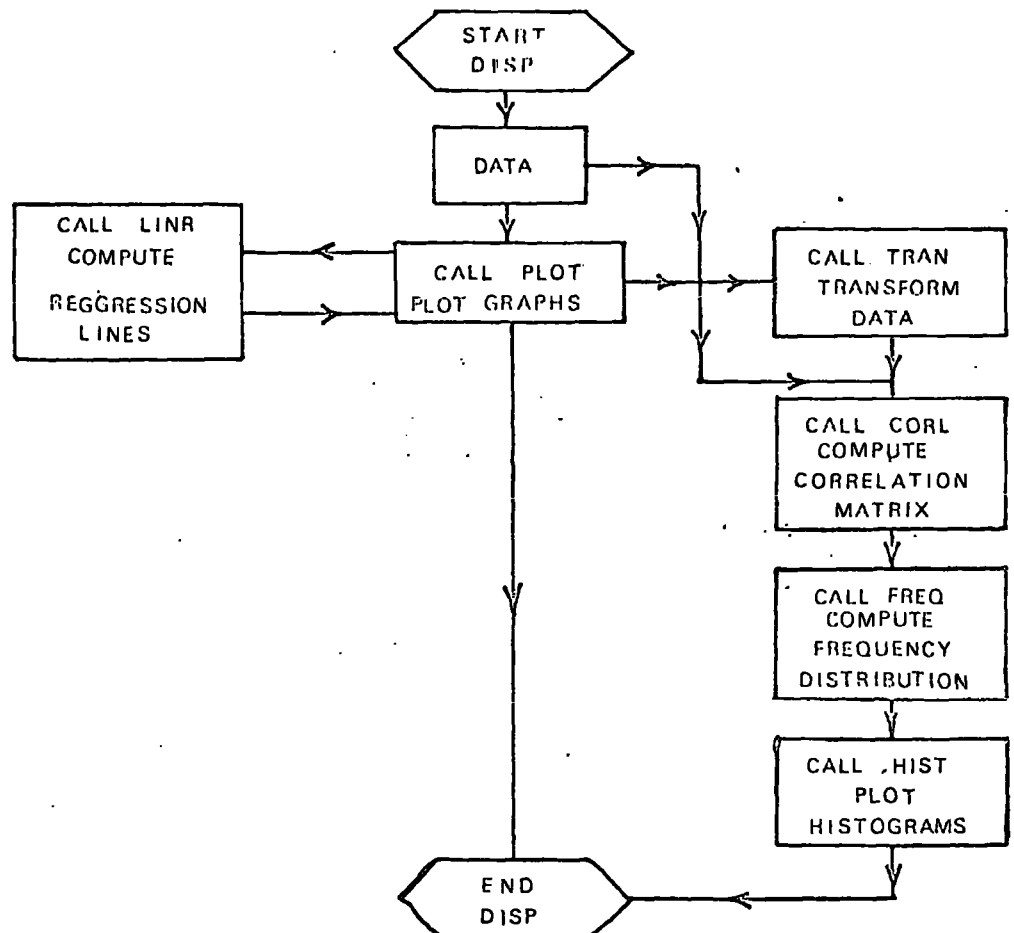 START
DISP
DATA
CALL LINR
COMPUTE
REGGRESSION
LINES
CALL PLOT
PLOT GRAPHS
CALL TRAN
TRANSFORM
DATA
CALL CORL
COMPUTE
CORRELATION
MATRIX
CALL FREQ
COMPUTE
FREQUENCY
DISTRIBUTION
CALL HIST
PLOT
HISTOGRAMS
END
DISP